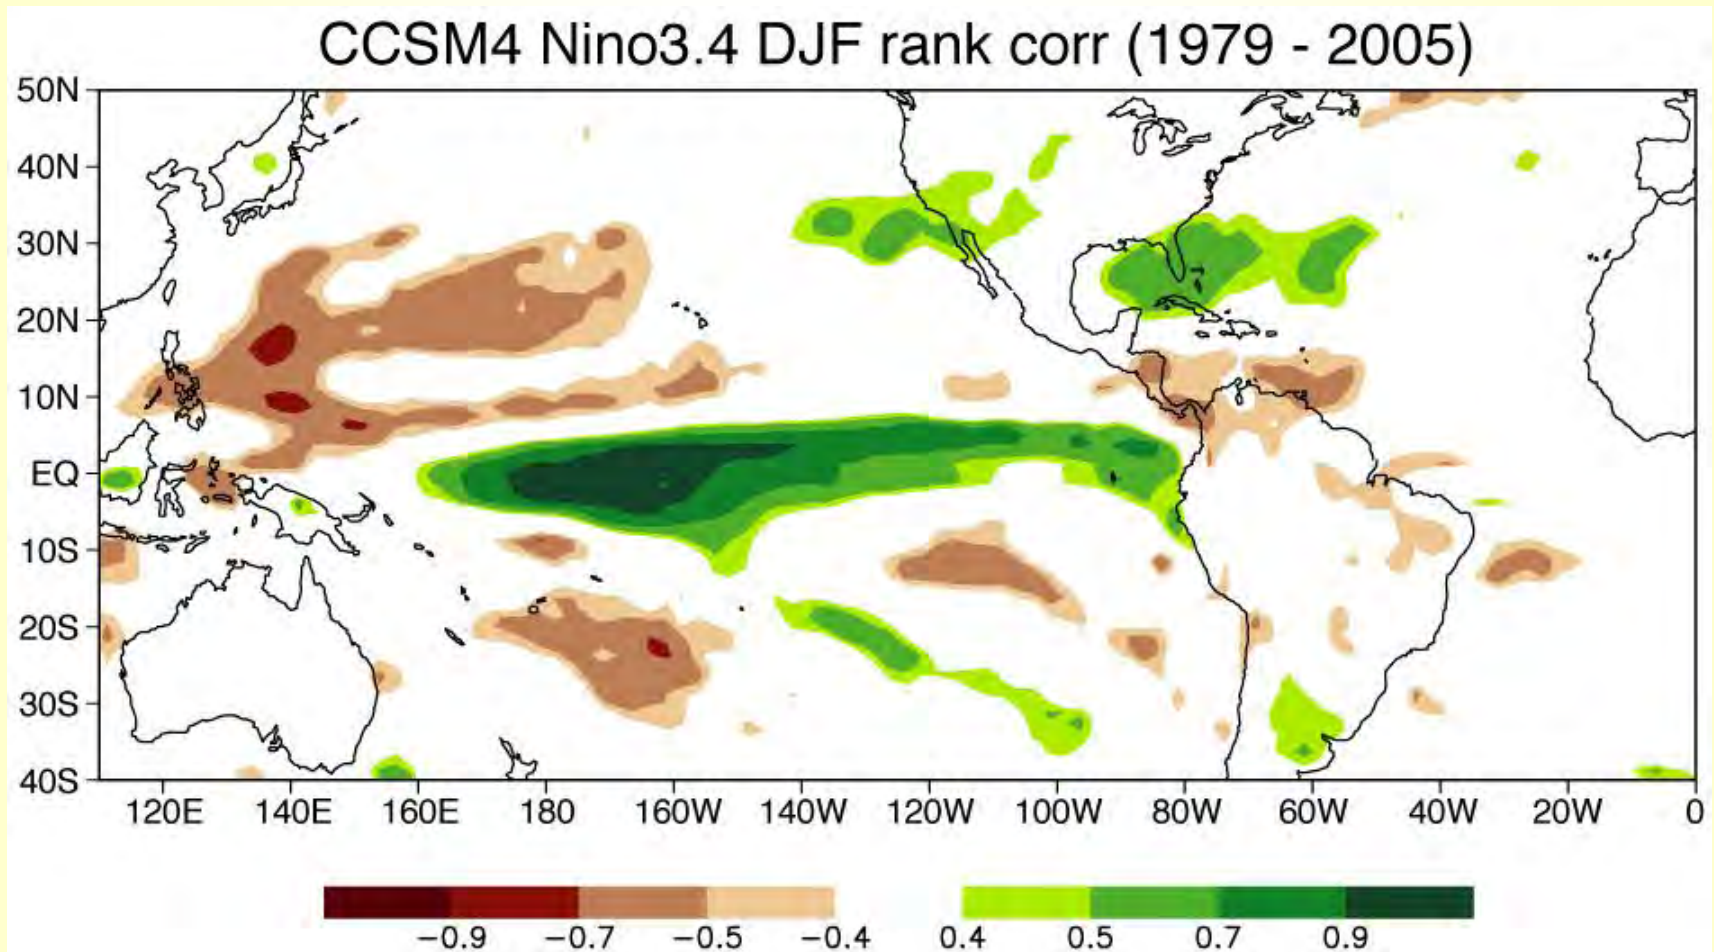 CCSM4 Nino3.4 DJF rank corr (1979 - 2005)
50N
40N
30N
20N
10N
EQ
10S
20S
30S
40S
120E 140E 160E 180 160W 140W 120W 100W 80W 60W 40W 20W 0
−0.9 −0.7 −0.5 −0.4 0.4 0.5 0.7 0.9